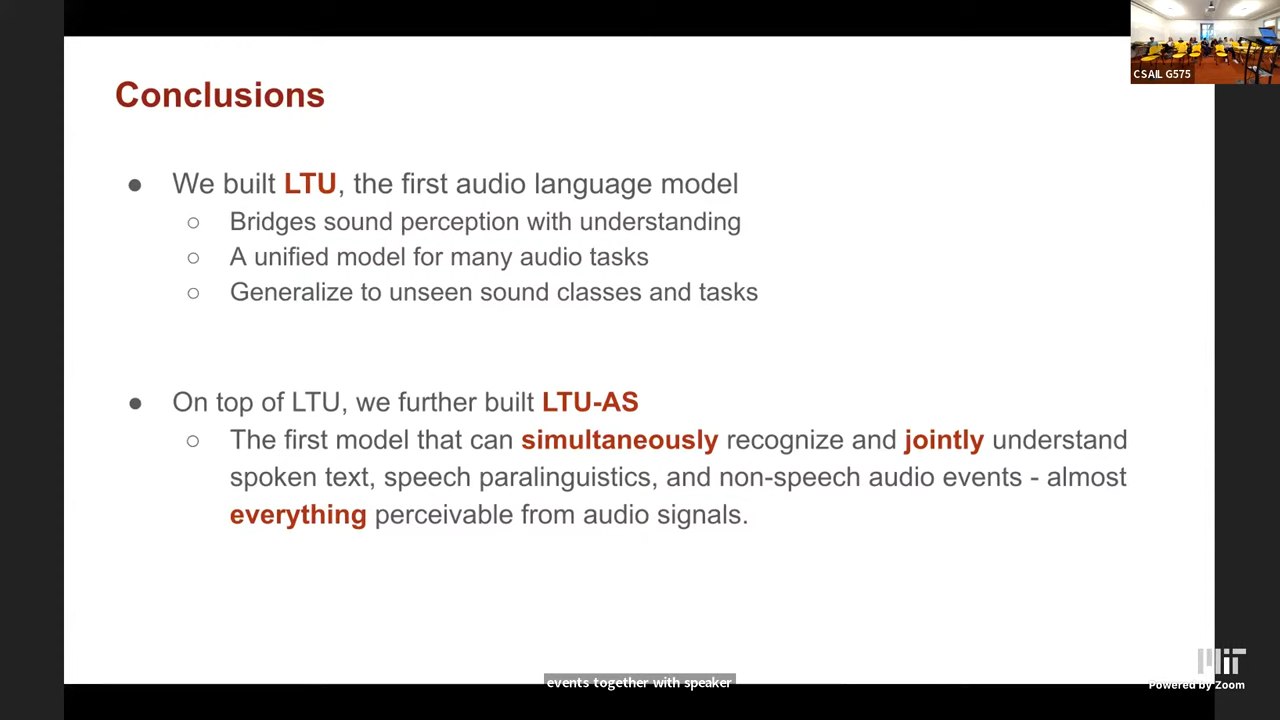 CSAIL G575
Conclusions
● We built LTU, the first audio language model
○ Bridges sound perception with understanding
○ A unified model for many audio tasks
○ Generalize to unseen sound classes and tasks
● On top of LTU, we further built LTU-AS
○ The first model that can simultaneously recognize and jointly understand
spoken text, speech paralinguistics, and non-speech audio events - almost
everything perceivable from audio signals.
MIT
Powered by Zoom
events together with speaker